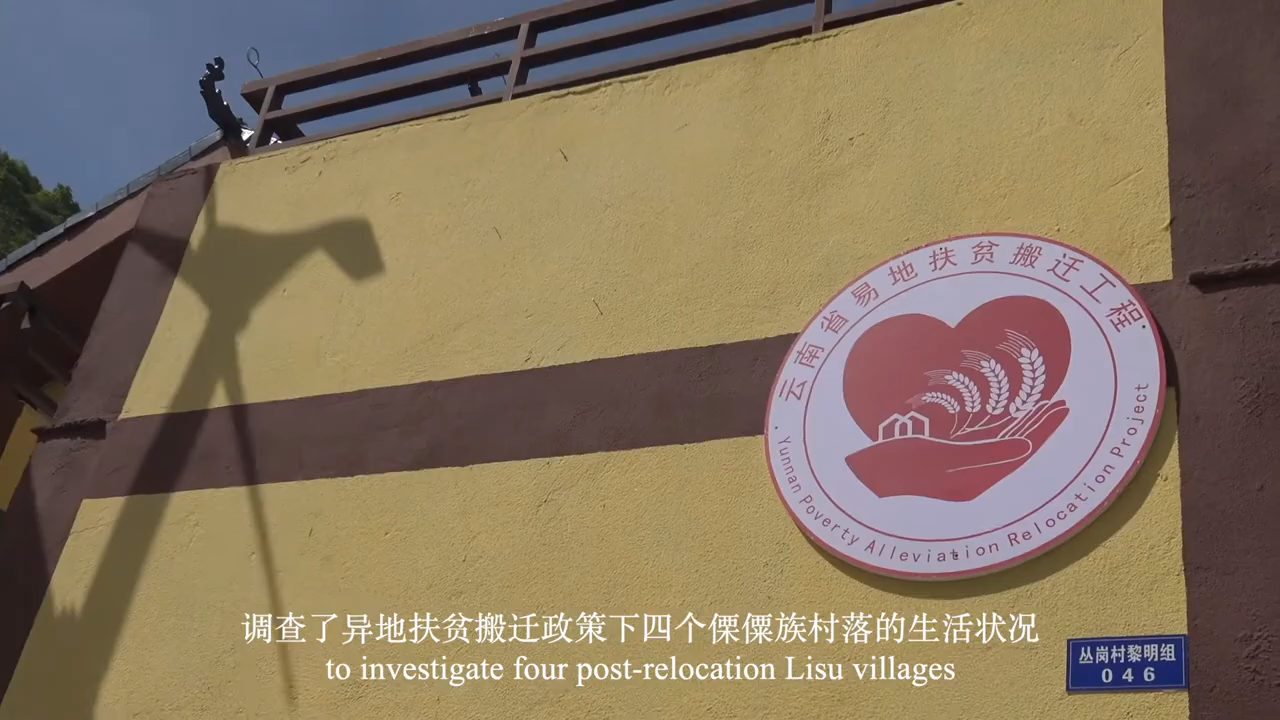 云南省易地扶贫搬迁工程
Yunnan Poverty Alleviation Relocation Project
调查了异地扶贫搬迁政策下四个傈僳族村落的生活状况
to investigate four post-relocation Lisu villages
丛岗村黎明组
046